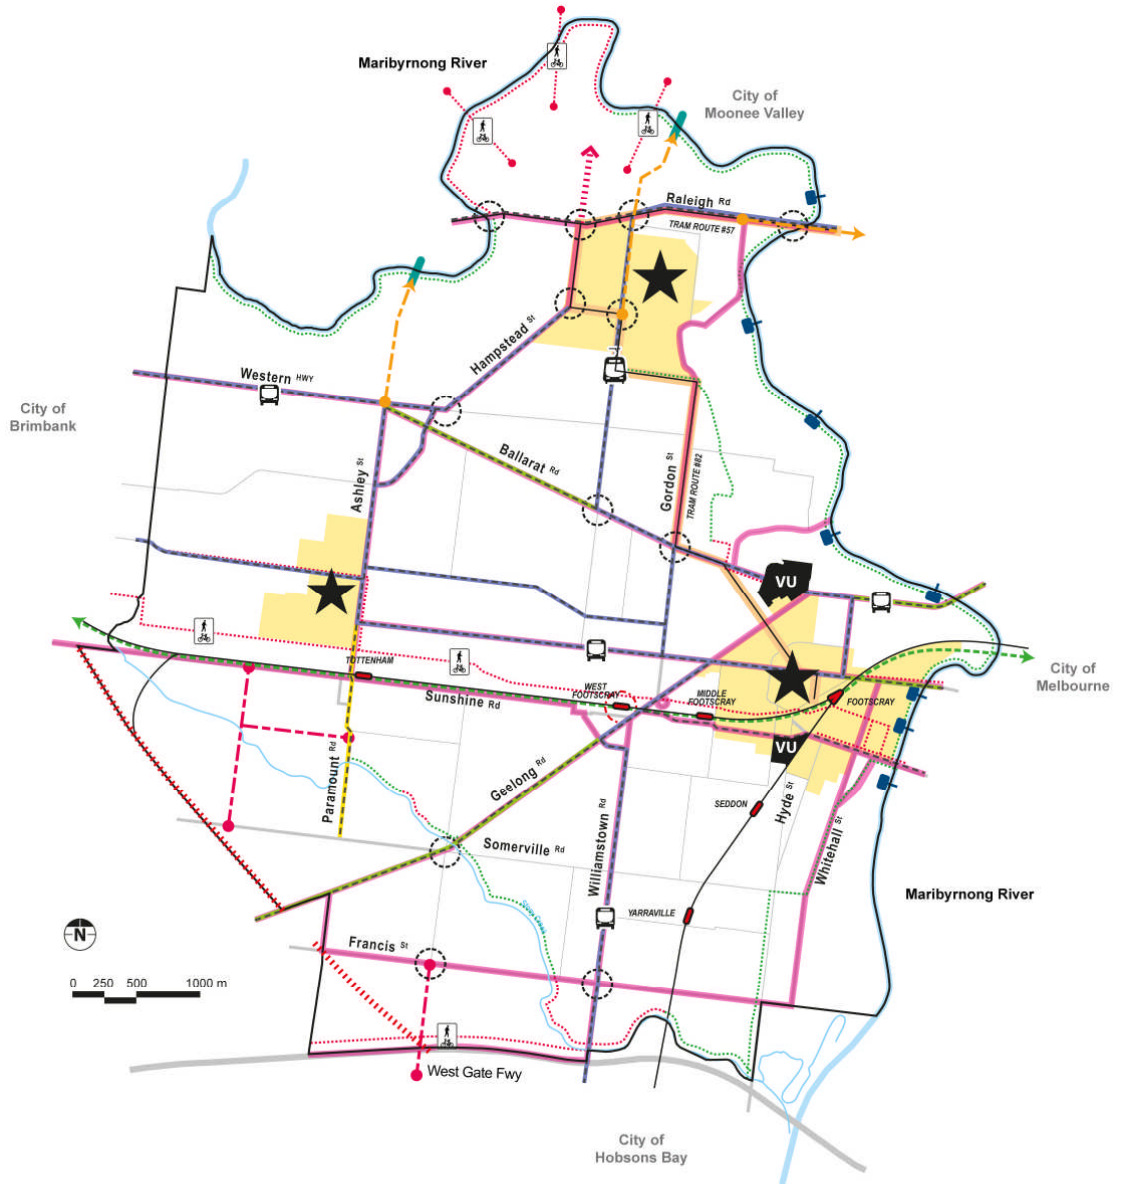 Maribyrnong River
City of
Moonee Valley
Raleigh Rd
TRAM ROUTE #57
Hampstead St
Western HWY
City of
Brimbank
Ballarat Rd
Ashley St
Gordon St
TRAM ROUTE #82
VU
TOTTENHAM
WEST
FOOTSCRAY
MIDDLE
FOOTSCRAY
FOOTSCRAY
City of
Melbourne
Sunshine Rd
VU
Paramount Rd
Geelong Rd
SEDDON
Hyde St
Williamstown Rd
Whitehall St
Somerville Rd
Maribyrnong River
YARRAVILLE
N
Francis St
0 250 500 1000 m
West Gate Fwy
City of
Hobsons Bay